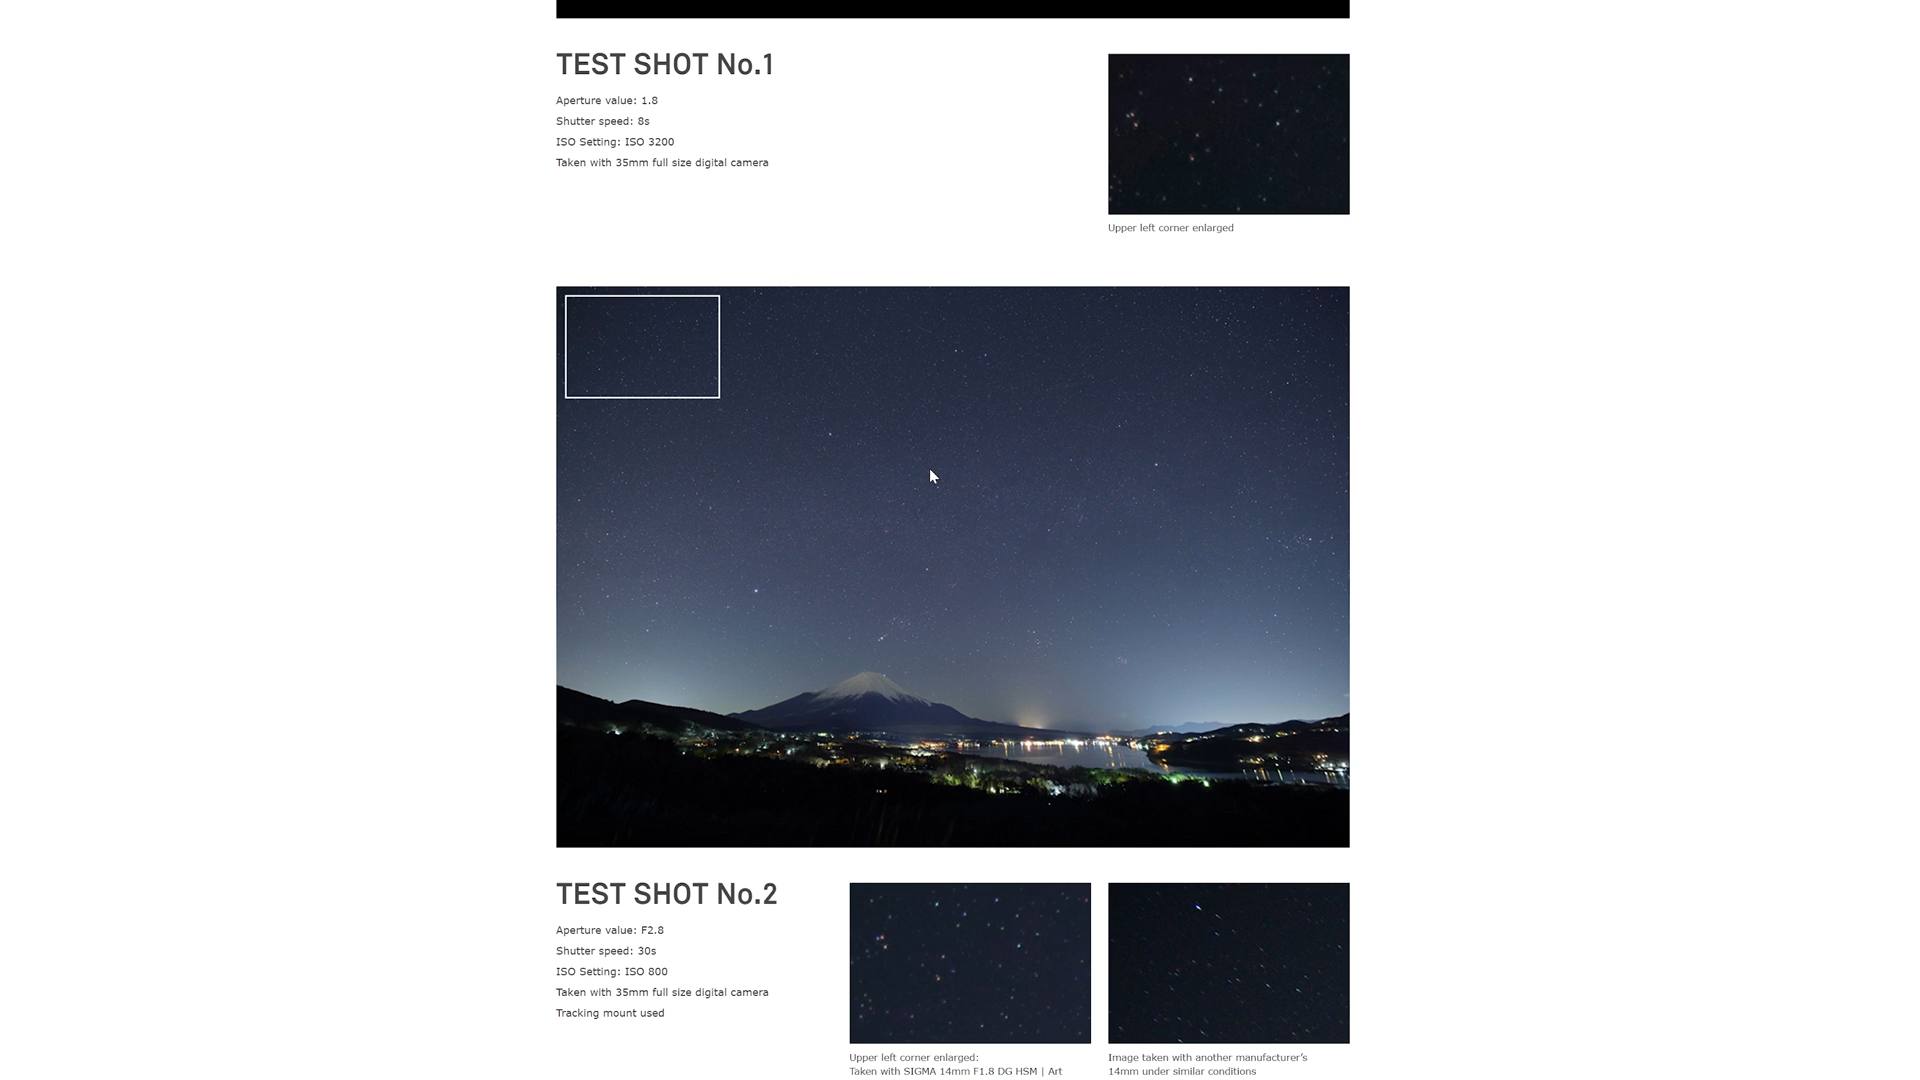 TEST SHOT No.1
Aperture value: 1.8
Shutter speed: 8s
ISO Setting: ISO 3200
Taken with 35mm full size digital camera
Upper left corner enlarged
TEST SHOT No.2
Aperture value: F2.8
Shutter speed: 30s
ISO Setting: ISO 800
Taken with 35mm full size digital camera
Tracking mount used
Upper left corner enlarged:
Taken with SIGMA 14mm F1.8 DG HSM | Art
Image taken with another manufacturer’s
14mm under similar conditions